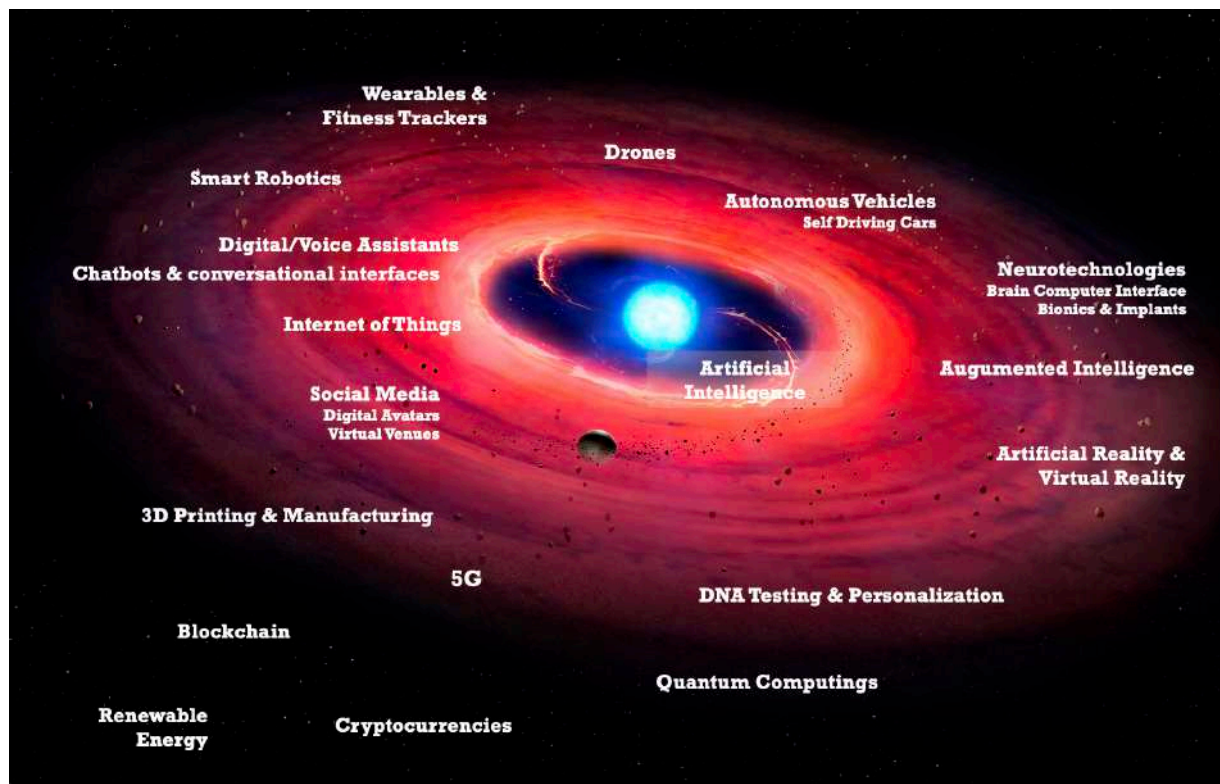 Wearables &
Fitness Trackers
Drones
Smart Robotics
Autonomous Vehicles
Self Driving Cars
Digital/Voice Assistants
Chatbots & conversational interfaces
Neurotechnologies
Brain Computer Interface
Bionics & Implants
Internet of Things
Artificial
Intelligence
Augumented Intelligence
Social Media
Digital Avatars
Virtual Venues
Artificial Reality &
Virtual Reality
3D Printing & Manufacturing
5G
DNA Testing & Personalization
Blockchain
Quantum Computings
Renewable
Energy
Cryptocurrencies